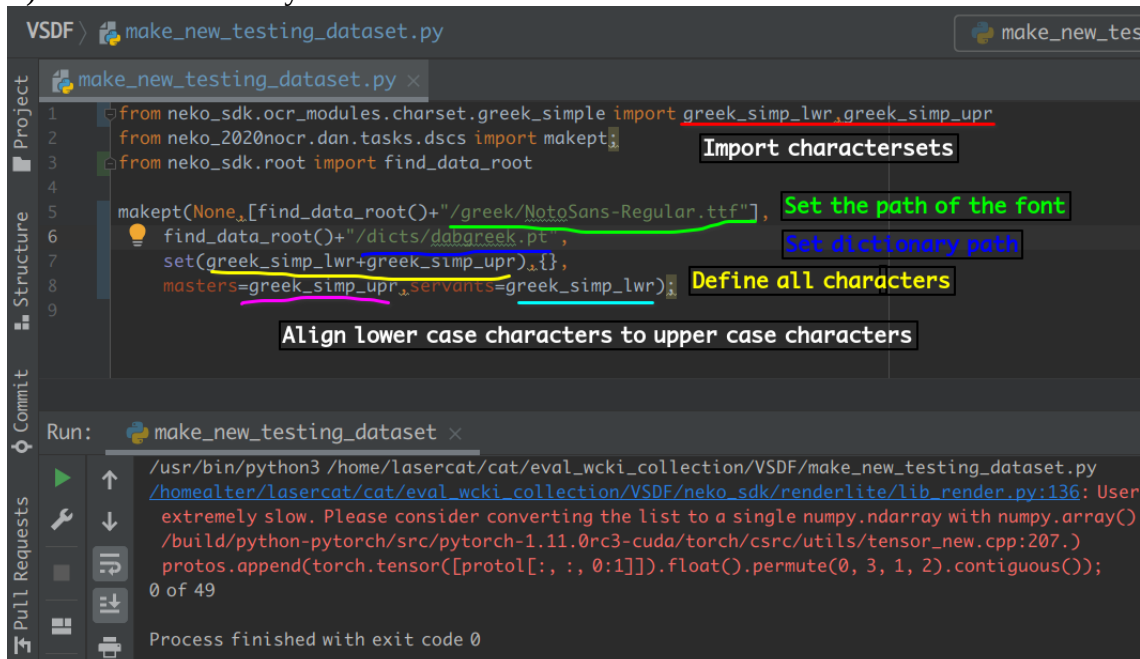 VSDF make_new_testing_dataset.py make_new_tes
make_new_testing_dataset.py ×
Project
Structure
Commit
Pull Requests
1 from neko_sdk.ocr_modules.charset.greek_simple import greek_simp_lwr,greek_simp_upr
2 from neko_2020nocr.dan.tasks.dscs import makept;
Import charactersets
3 from neko_sdk.root import find_data_root
4
5 makept(None,[find_data_root()+"/greek/NotoSans-Regular.ttf"],
Set the path of the font
6 find_data_root()+"/dicts/dabgreek.pt",
Set dictionary path
7 set(greek_simp_lwr+greek_simp_upr),{},
Define all characters
8 masters=greek_simp_upr,servants=greek_simp_lwr);
9
Align lower case characters to upper case characters
Run: make_new_testing_dataset ×
/usr/bin/python3 /home/lasercat/cat/eval_wcki_collection/VSDF/make_new_testing_dataset.py
/homealter/lasercat/cat/eval_wcki_collection/VSDF/neko_sdk/renderlite/lib_render.py:136: User
extremely slow. Please consider converting the list to a single numpy.ndarray with numpy.array()
/build/python-pytorch/src/pytorch-1.11.0rc3-cuda/torch/csrc/utils/tensor_new.cpp:207.)
protos.append(torch.tensor([protol[:, :, 0:1]]).float().permute(0, 3, 1, 2).contiguous());
0 of 49
Process finished with exit code 0